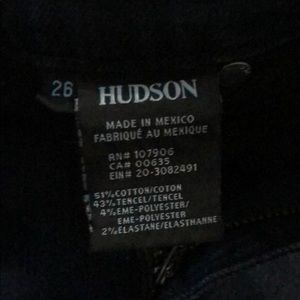 26
HUDSON
MADE IN MEXICO
FABRIQUÉ AU MEXIQUE
RN# 107906
CA# 00635
EIN# 20-3082491
51%COTTON/COTON
43%TENCEL/TENCEL
4%EME-POLYESTER/
EME-POLYESTER/
2%ELASTANE/ELASTHANNE